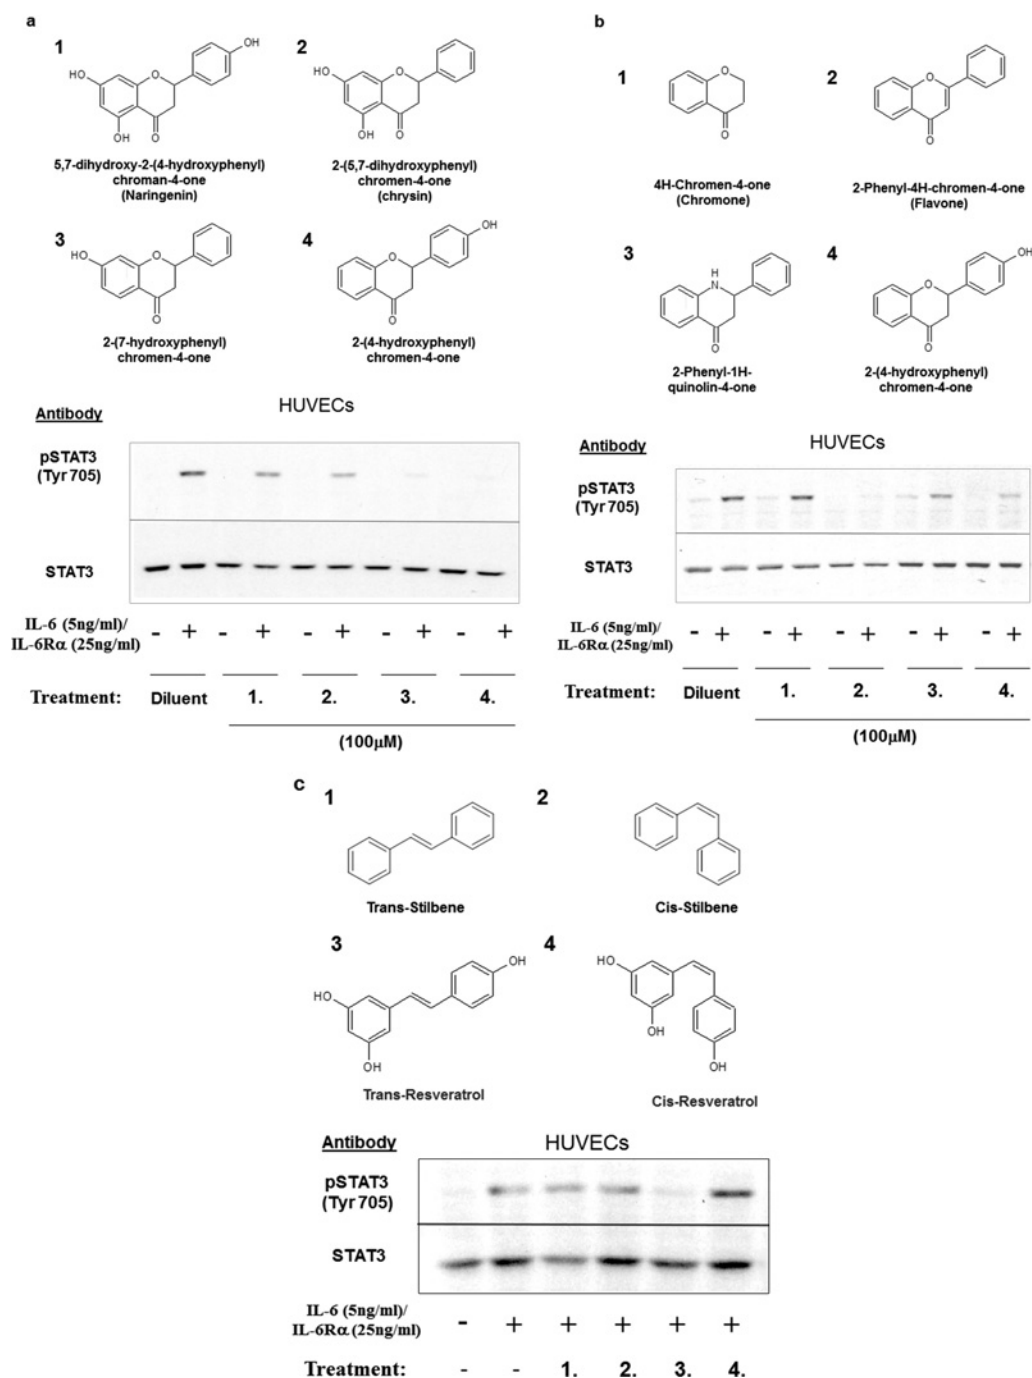 a
1
OH
HO
O
OH
O
5,7-dihydroxy-2-(4-hydroxyphenyl)
chroman-4-one
(Naringenin)
2
HO
O
OH
O
2-(5,7-dihydroxyphenyl)
chromen-4-one
(chrysin)
3
HO
O
O
2-(7-hydroxyphenyl)
chromen-4-one
4
OH
O
O
2-(4-hydroxyphenyl)
chromen-4-one
HUVECs
Antibody
pSTAT3
(Tyr 705)
STAT3
IL-6 (5ng/ml)/
IL-6Rα (25ng/ml)
- + - + - + - + - +
Treatment: Diluent 1. 2. 3. 4.
(100µM)
b
1
O
O
4H-Chromen-4-one
(Chromone)
2
O
O
2-Phenyl-4H-chromen-4-one
(Flavone)
3
H
N
O
2-Phenyl-1H-
quinolin-4-one
4
OH
O
O
2-(4-hydroxyphenyl)
chromen-4-one
HUVECs
Antibody
pSTAT3
(Tyr 705)
STAT3
IL-6 (5ng/ml)/
IL-6Rα (25ng/ml)
- + - + - + - + - +
Treatment: Diluent 1. 2. 3. 4.
(100µM)
c
1
Trans-Stilbene
2
Cis-Stilbene
3
OH
HO
OH
Trans-Resveratrol
4
HO
OH
OH
Cis-Resveratrol
Antibody
HUVECs
pSTAT3
(Tyr 705)
STAT3
IL-6 (5ng/ml)/
IL-6Rα (25ng/ml)
- + + + + +
Treatment: - - 1. 2. 3. 4.